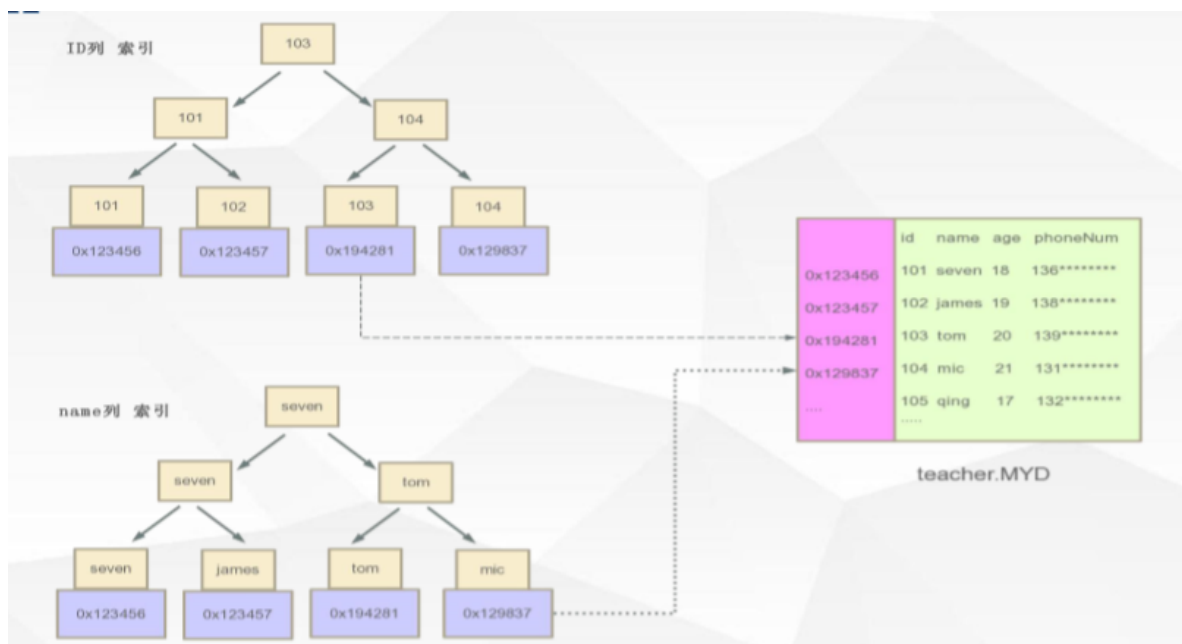 ID列 索引
103
101
104
101
102
103
104
0x123456
0x123457
0x194281
0x129837
id name age phoneNum
0x123456 101 seven 18 136********
0x123457 102 james 19 138********
0x194281 103 tom 20 139********
0x129837 104 mic 21 131********
.... 105 qing 17 132********
.....
teacher.MYD
name列 索引
seven
seven
tom
seven
james
tom
mic
0x123456
0x123457
0x194281
0x129837